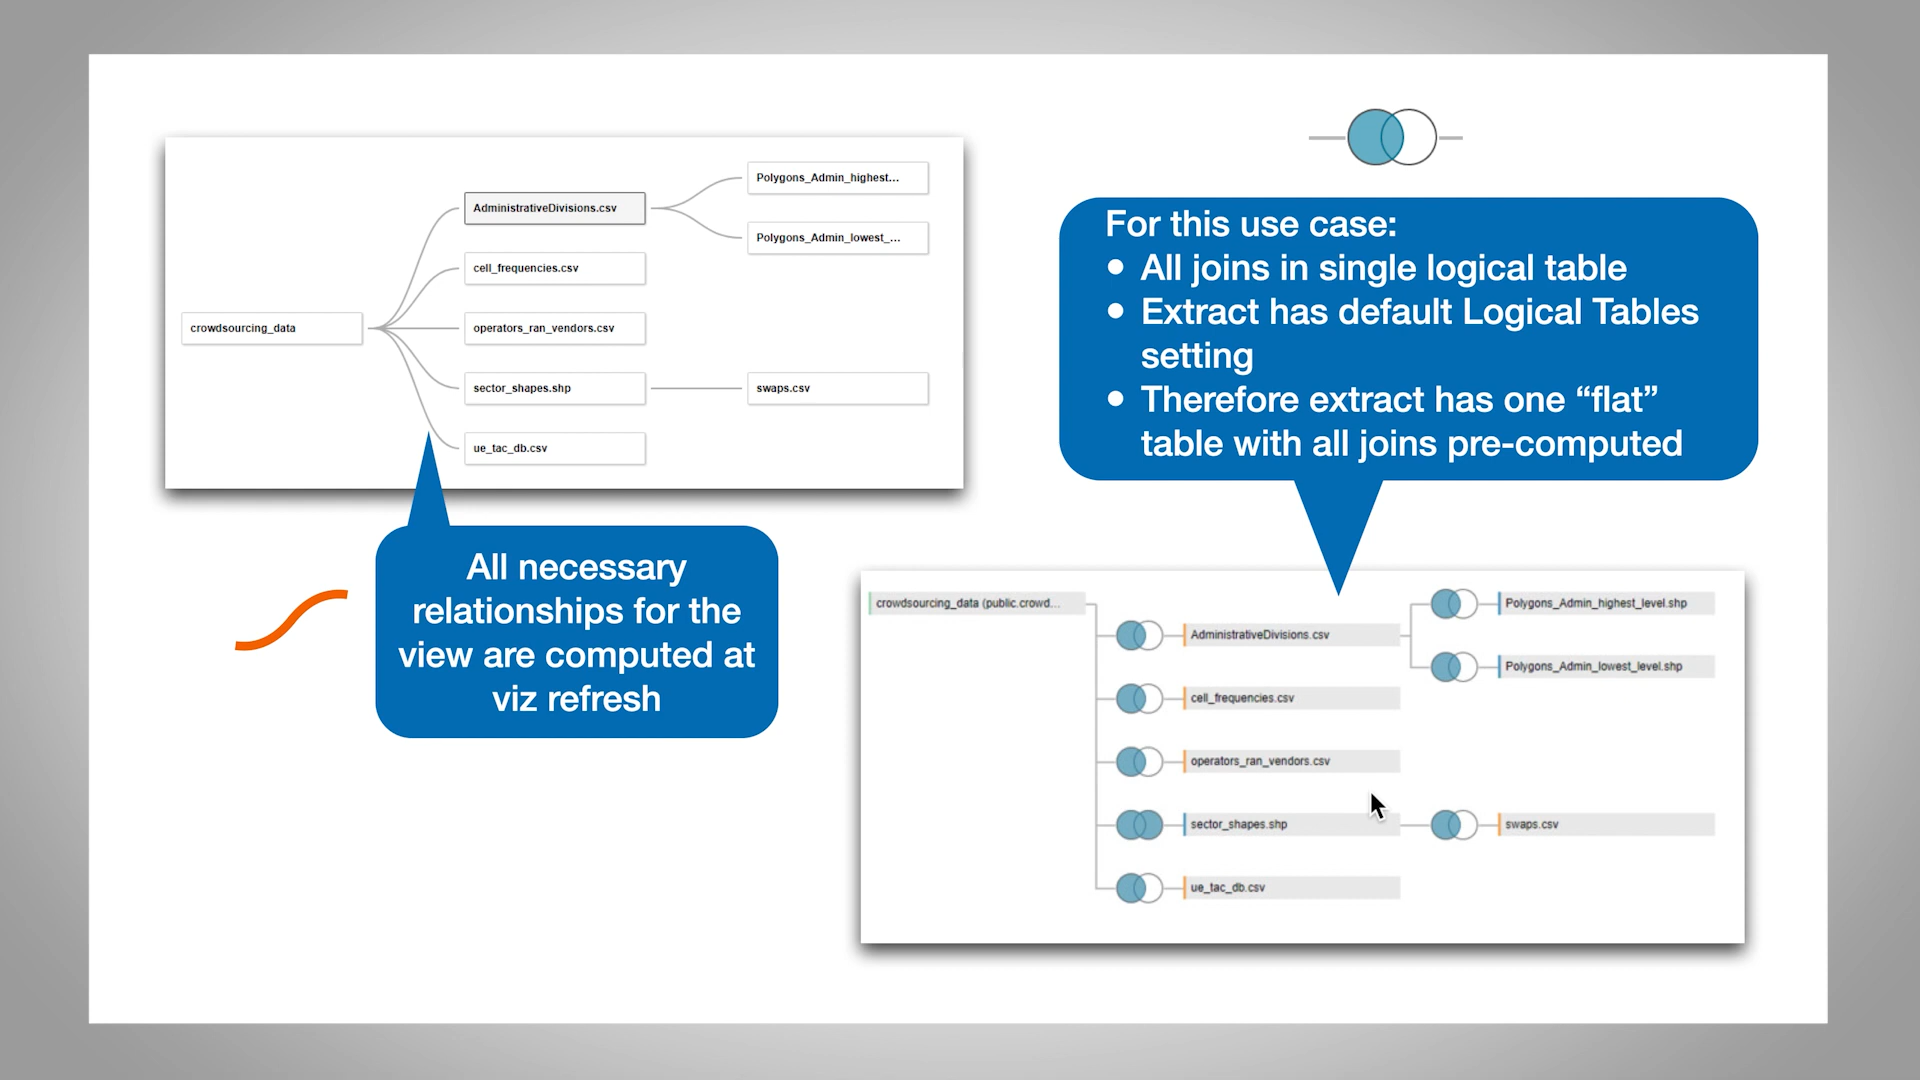 Polygons_Admin_highest...
AdministrativeDivisions.csv
Polygons_Admin_lowest_...
cell_frequencies.csv
crowdsourcing_data
operators_ran_vendors.csv
sector_shapes.shp
swaps.csv
ue_tac_db.csv
All necessary
relationships for the
view are computed at
viz refresh
For this use case:
• All joins in single logical table
• Extract has default Logical Tables
setting
• Therefore extract has one “flat”
table with all joins pre-computed
crowdsourcing_data (public.crowd...
Polygons_Admin_highest_level.shp
AdministrativeDivisions.csv
Polygons_Admin_lowest_level.shp
cell_frequencies.csv
operators_ran_vendors.csv
sector_shapes.shp
swaps.csv
ue_tac_db.csv